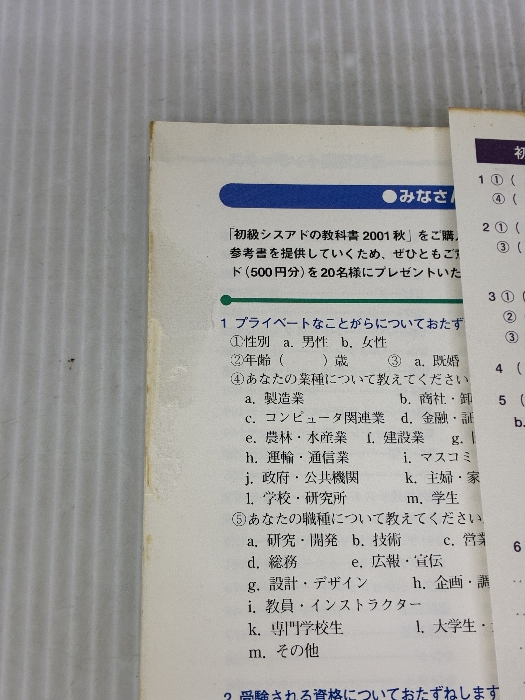 ●みなさん
「初級シスアドの教科書 2001 秋」をご購
参考書を提供していくため、ぜひともご
ド(500円分)を20名様にプレゼントいた
1 プライベートなことがらについておたず
①性別 a. 男性 b. 女性
②年齢( )歳 ③ a. 既婚
④あなたの業種について教えてください
a. 製造業 b. 商社・卸
c. コンピュータ関連業 d. 金融・証
e. 農林・水産業 f. 建設業 g.
h. 運輸・通信業 i. マスコミ
j. 政府・公共機関 k. 主婦・家
l. 学校・研究所 m. 学生
⑤あなたの職種について教えてください
a. 研究・開発 b. 技術 c. 営業
d. 総務 e. 広報・宣伝
g. 設計・デザイン h. 企画・調
i. 教員・インストラクター
k. 専門学校生 l. 大学生・
m. その他
2 受験される資格についておたずねします
初
1 ①(
④(
2 ①(
③(
3 ①(
②
③
4 (
5 (
b.
6